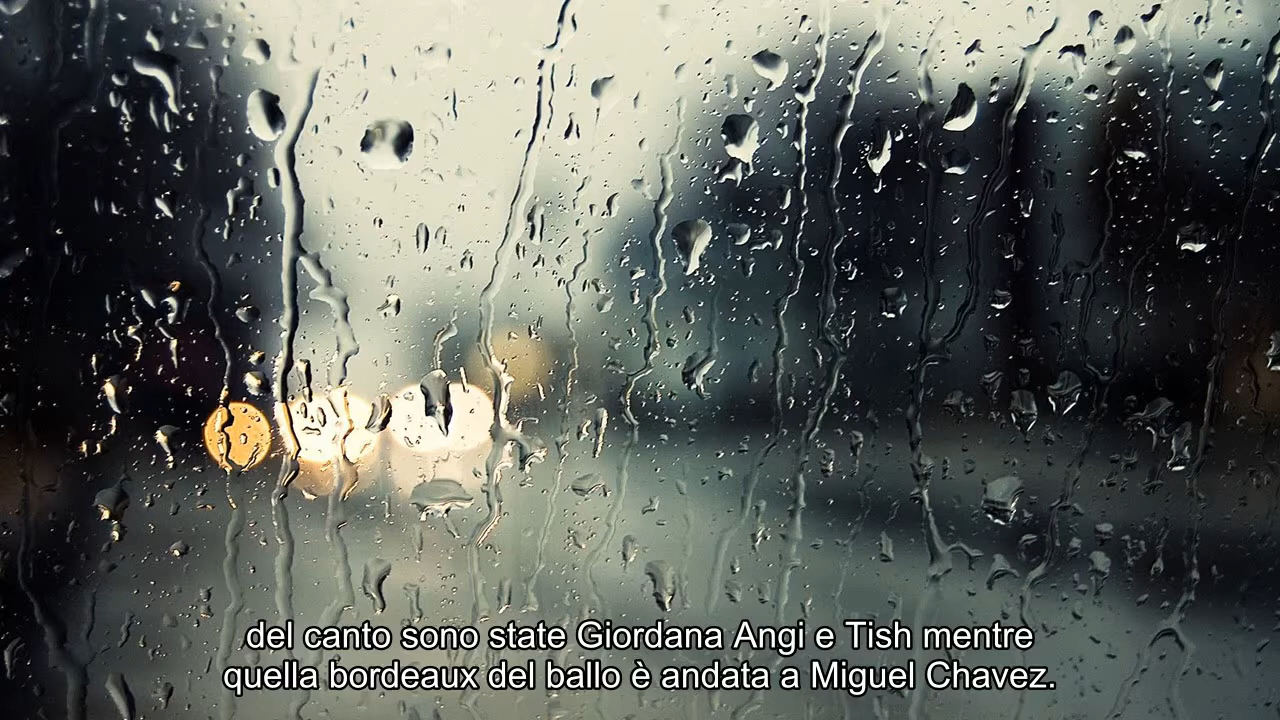 del canto sono state Giordana Angi e Tish mentre
quella bordeaux del ballo è andata a Miguel Chavez.